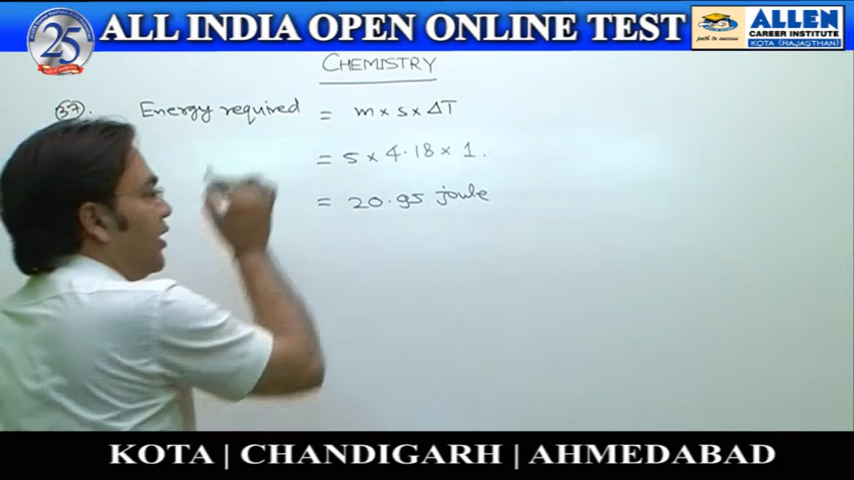 25
ALL INDIA OPEN ONLINE TEST
path to success
ALLEN
CAREER INSTITUTE
KOTA (RAJASTHAN)
CHEMISTRY
37. Energy required = m × s × ΔT
= 5 × 4.18 × 1.
= 20.95 joule
KOTA | CHANDIGARH | AHMEDABAD